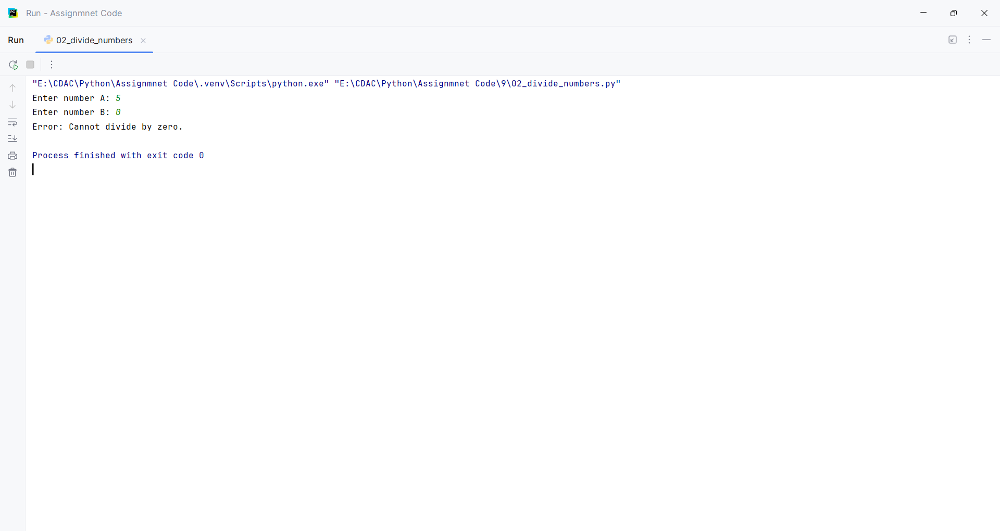 Run - Assignmnet Code
Run 02_divide_numbers
"E:\CDAC\Python\Assignmnet Code\.venv\Scripts\python.exe" "E:\CDAC\Python\Assignmnet Code\9\02_divide_numbers.py"
Enter number A: 5
Enter number B: 0
Error: Cannot divide by zero.
Process finished with exit code 0